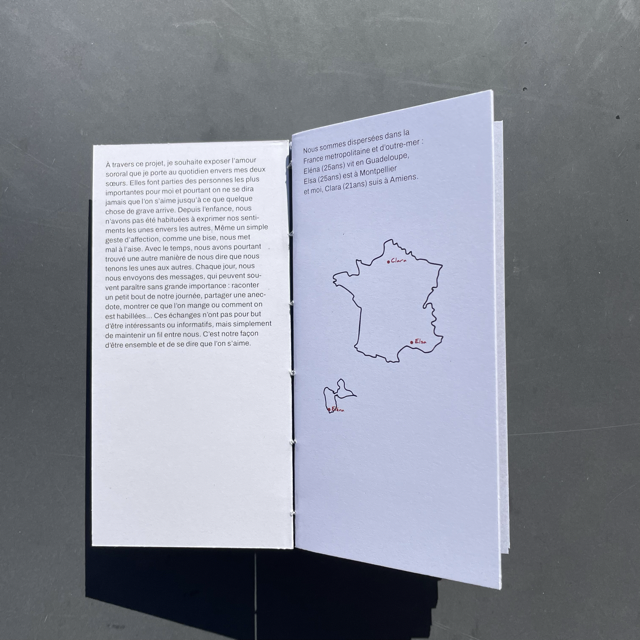 À travers ce projet, je souhaite exposer l'amour
sororal que je porte au quotidien envers mes deux
sœurs. Elles font parties des personnes les plus
importantes pour moi et pourtant on ne se dira
jamais que l'on s'aime jusqu'à ce que quelque
chose de grave arrive. Depuis l'enfance, nous
n'avons pas été habituées à exprimer nos senti-
ments les unes envers les autres. Même un simple
geste d'affection, comme une bise, nous met
mal à l'aise. Avec le temps, nous avons pourtant
trouvé une autre manière de nous dire que nous
tenons les unes aux autres. Chaque jour, nous
nous envoyons des messages, qui peuvent sou-
vent paraître sans grande importance : raconter
un petit bout de notre journée, partager une anec-
dote, montrer ce que l'on mange ou comment on
est habillées... Ces échanges n'ont pas pour but
d'être intéressants ou informatifs, mais simplement
de maintenir un fil entre nous. C'est notre façon
d'être ensemble et de se dire que l'on s'aime.
Nous sommes dispersées dans la
France metropolitaine et d'outre-mer :
Eléna (25ans) vit en Guadeloupe,
Elsa (25ans) est à Montpellier
et moi, Clara (21ans) suis à Amiens.
Clara
Elsa